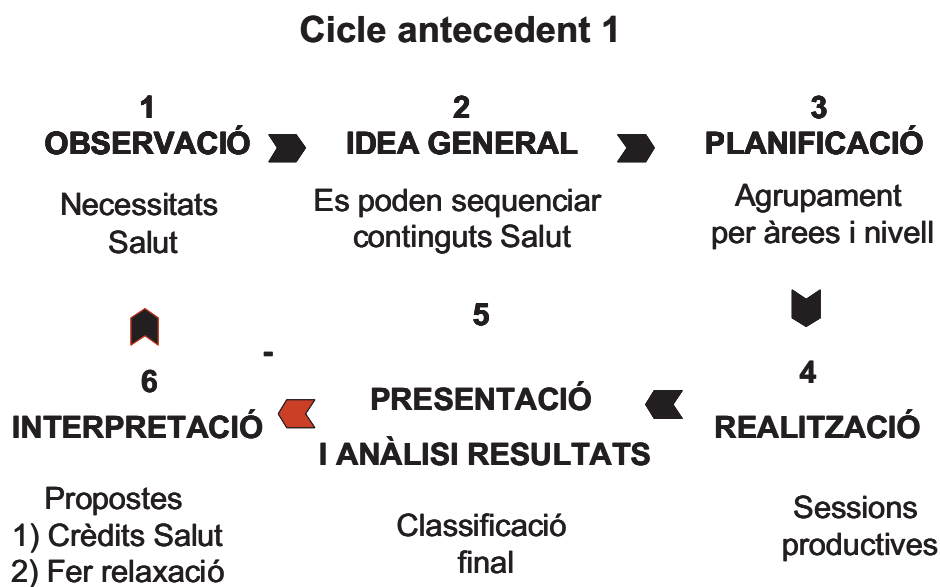 Cicle antecedent 1
1
OBSERVACIÓ
Necessitats
Salut
2
IDEA GENERAL
Es poden sequenciar
continguts Salut
3
PLANIFICACIÓ
Agrupament
per àrees i nivell
4
REALITZACIÓ
Sessions
productives
5
PRESENTACIÓ
I ANÀLISI RESULTATS
Classificació
final
-
6
INTERPRETACIÓ
Propostes
1) Crèdits Salut
2) Fer relaxació